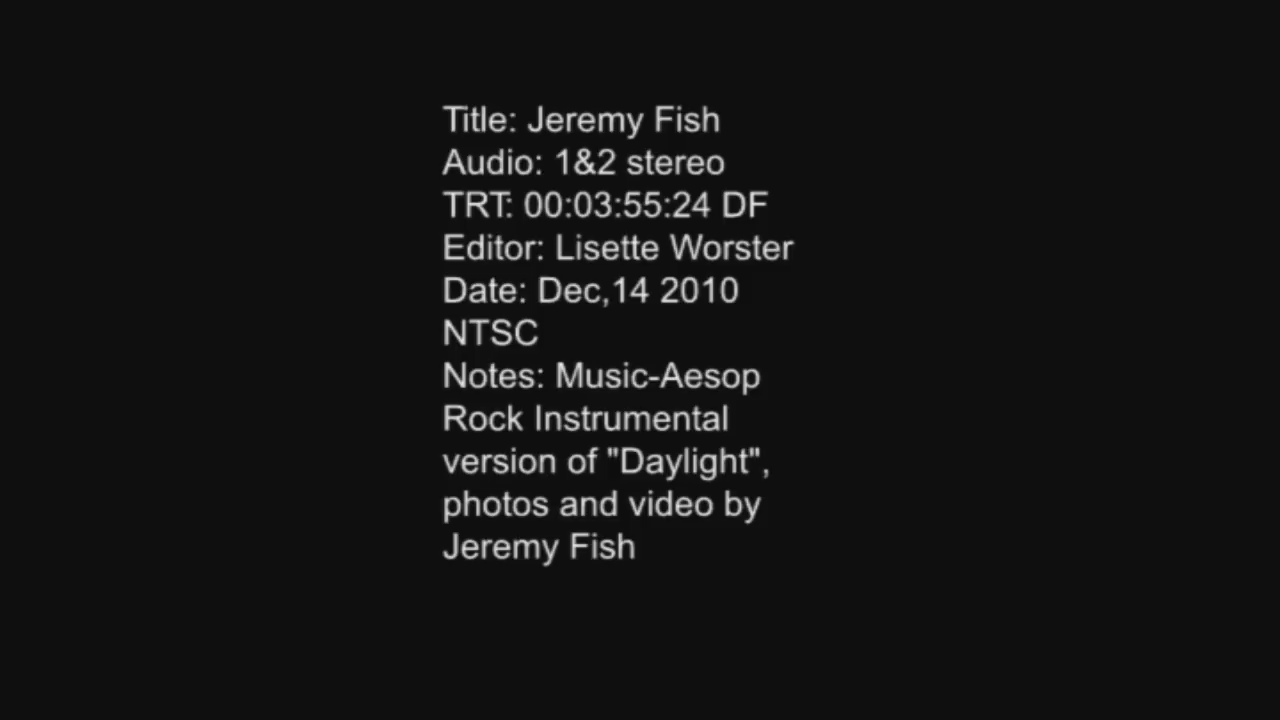 Title: Jeremy Fish
Audio: 1&2 stereo
TRT: 00:03:55:24 DF
Editor: Lisette Worster
Date: Dec,14 2010
NTSC
Notes: Music-Aesop
Rock Instrumental
version of "Daylight",
photos and video by
Jeremy Fish